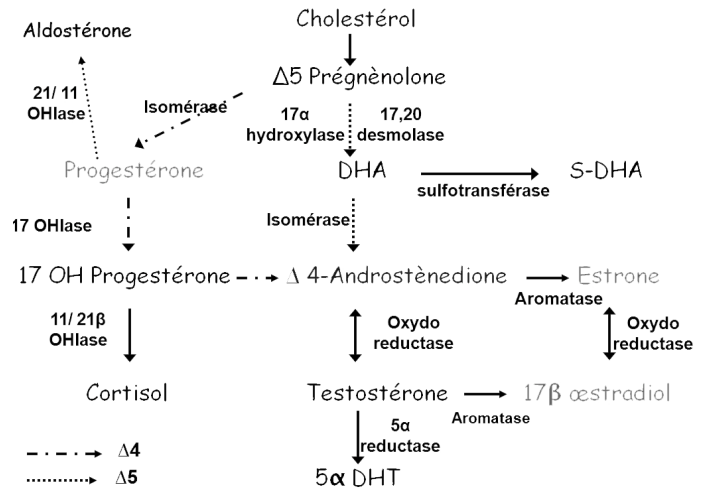 Cholestérol
Aldostérone
Δ5 Prégnènolone
21/ 11
OHlase
Isomérase
17α
hydroxylase
17,20
desmolase
Progestérone
DHA
S-DHA
sulfotransférase
17 OHlase
Isomérase
17 OH Progestérone
Δ 4-Androstènedione
Estrone
Aromatase
11/ 21β
OHlase
Oxydo
reductase
Oxydo
reductase
Cortisol
Testostérone
17β œstradiol
Aromatase
5α
reductase
Δ4
Δ5
5α DHT